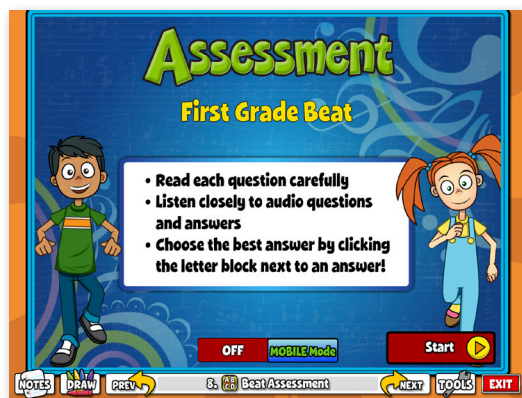 Assessment
First Grade Beat
• Read each question carefully
• Listen closely to audio questions
and answers
• Choose the best answer by clicking
the letter block next to an answer!
OFF MOBILE Mode
Start
NOTES DRAW PREV 8. AB CD Beat Assessment NEXT TOOLS EXIT